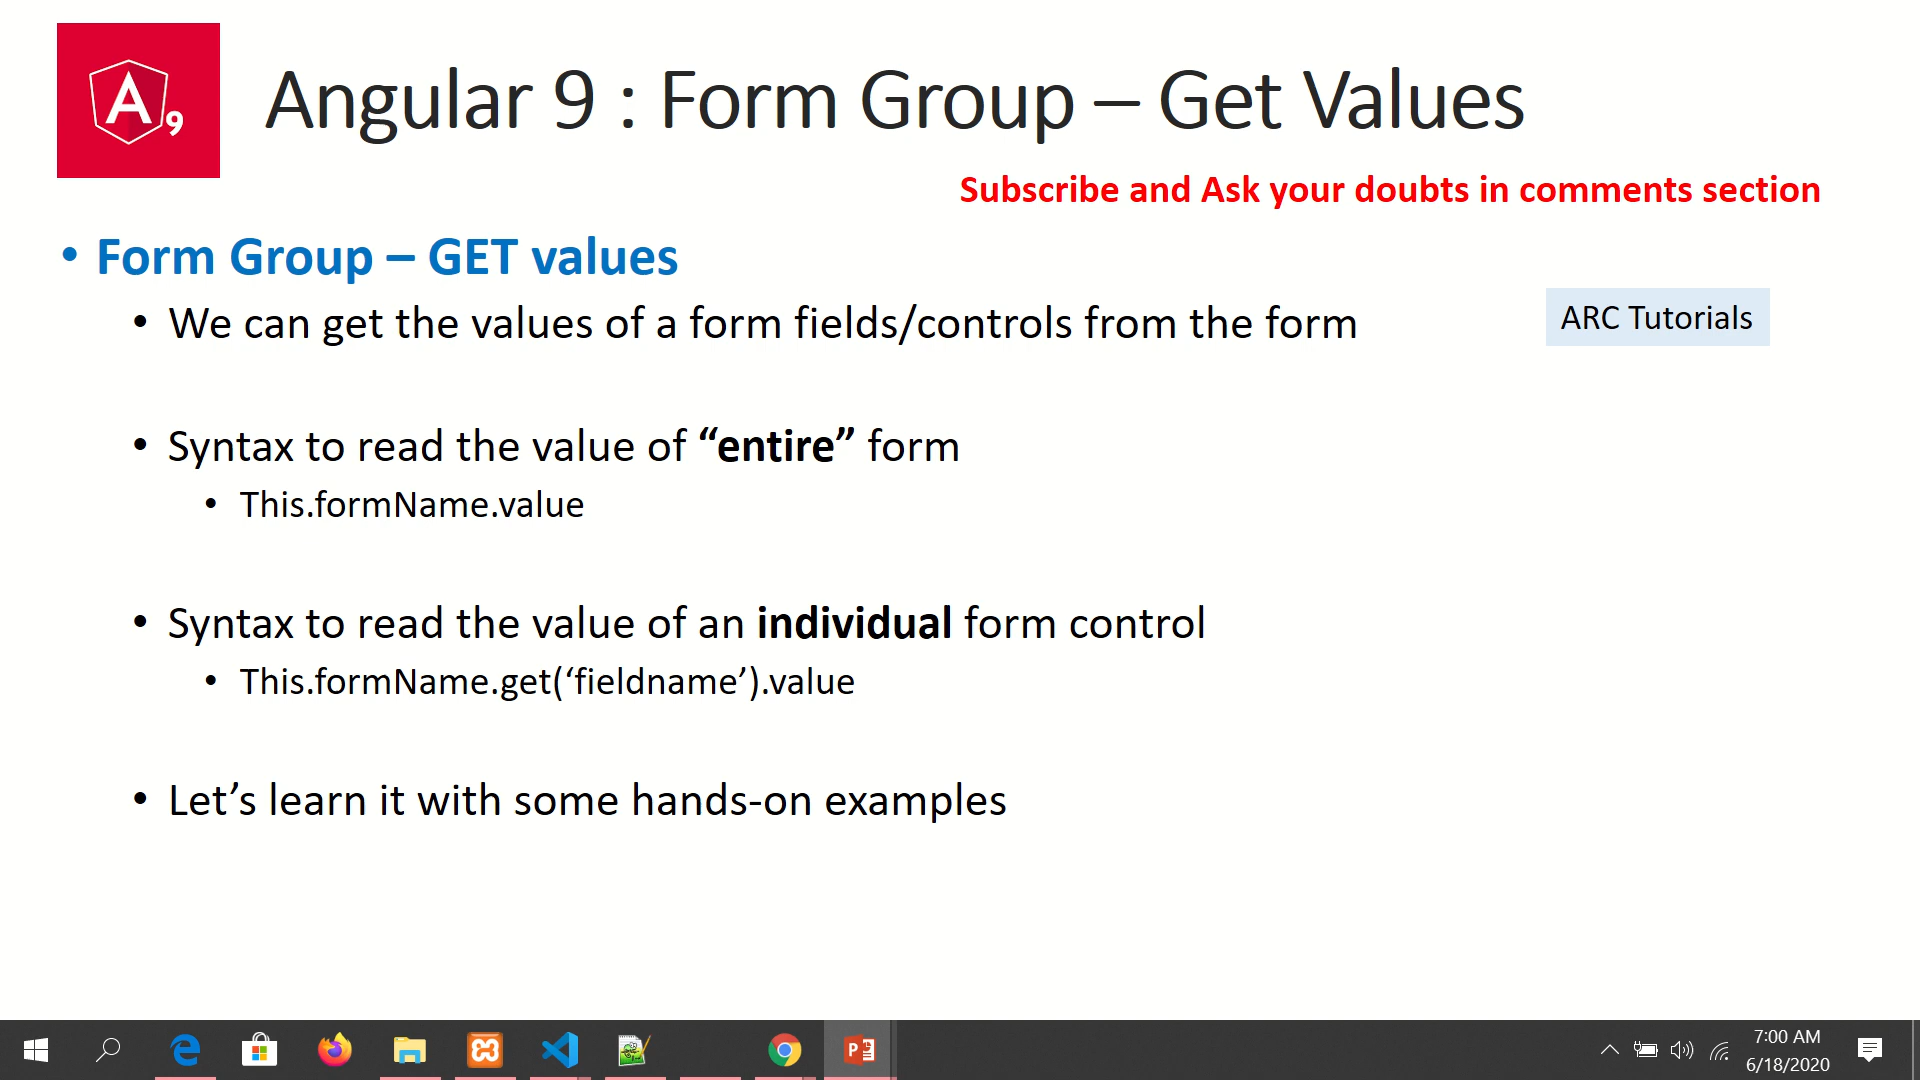 A 9
Angular 9 : Form Group – Get Values
Subscribe and Ask your doubts in comments section
• Form Group – GET values
• We can get the values of a form fields/controls from the form
ARC Tutorials
• Syntax to read the value of “entire” form
• This.formName.value
• Syntax to read the value of an individual form control
• This.formName.get(‘fieldname’).value
• Let’s learn it with some hands-on examples
7:00 AM
6/18/2020